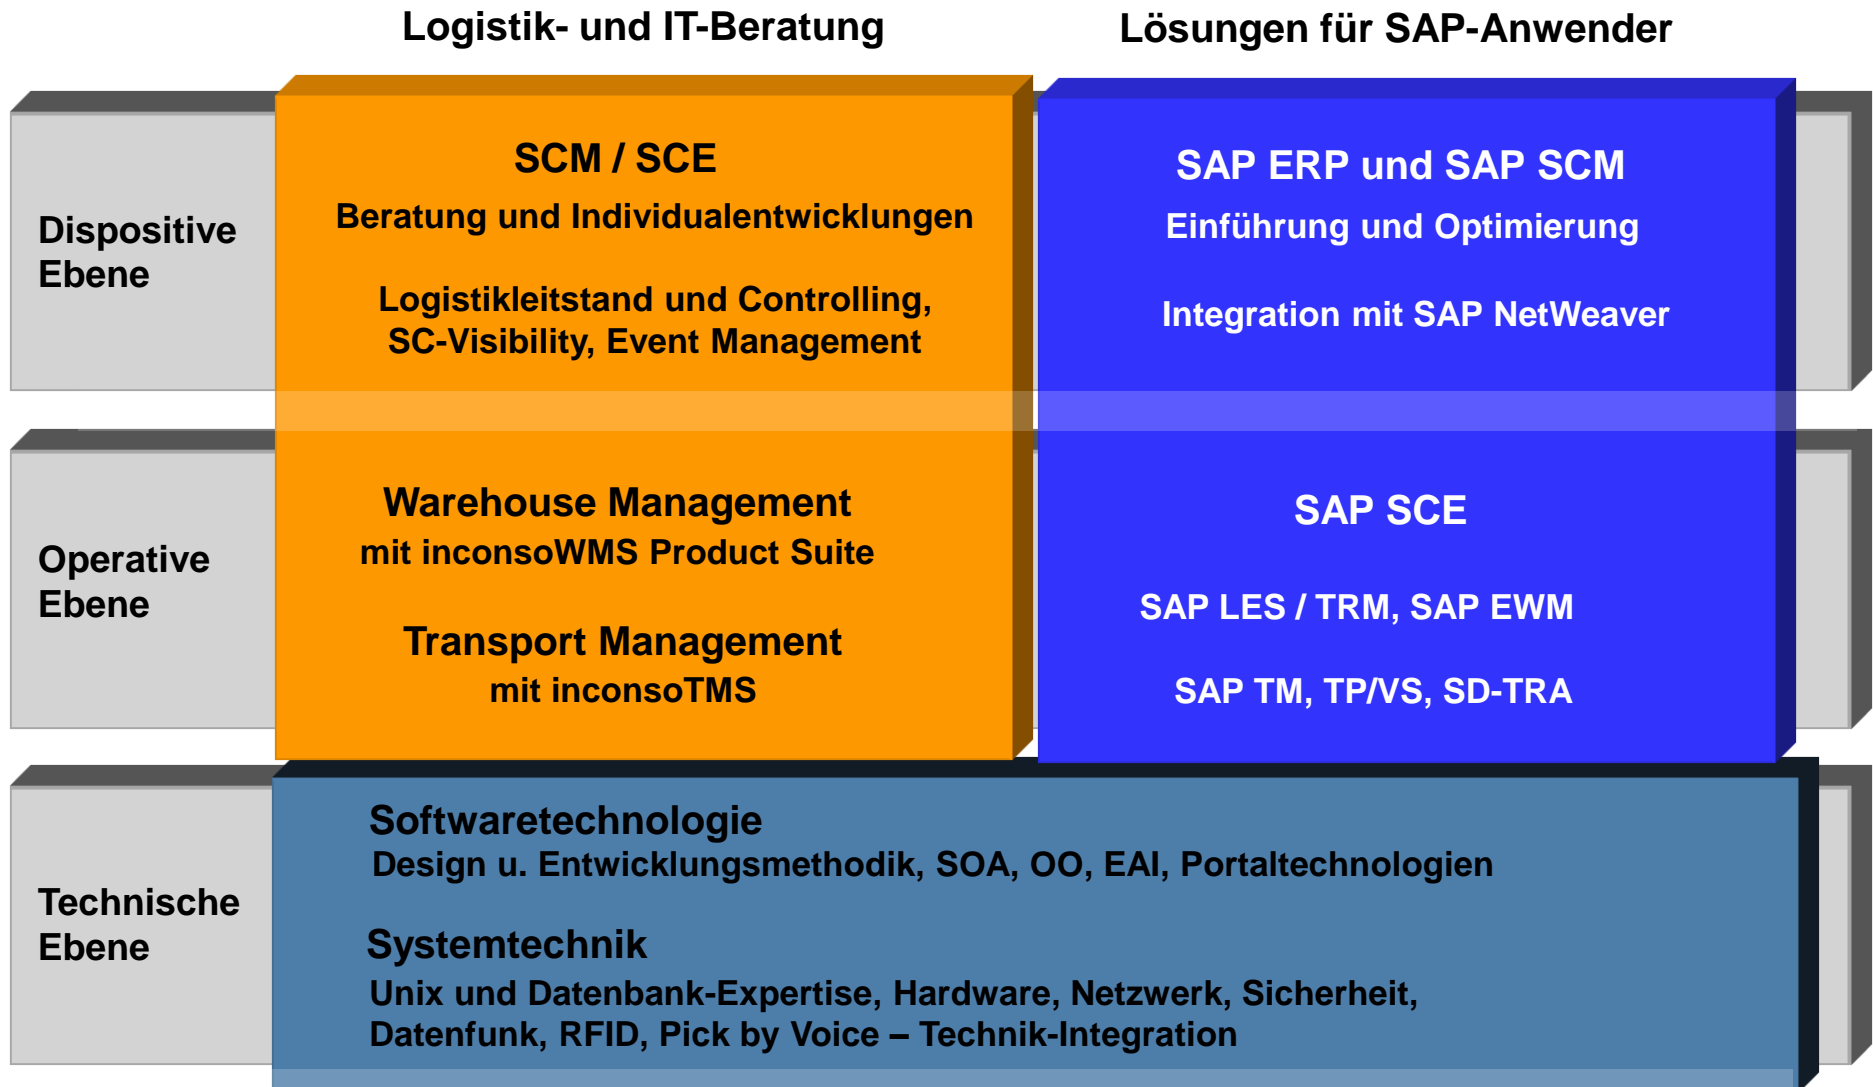 Logistik- und IT-Beratung
Lösungen für SAP-Anwender
Dispositive
Ebene
SCM / SCE
Beratung und Individualentwicklungen
Logistikleitstand und Controlling,
SC-Visibility, Event Management
SAP ERP und SAP SCM
Einführung und Optimierung
Integration mit SAP NetWeaver
Operative
Ebene
Warehouse Management
mit inconsoWMS Product Suite
Transport Management
mit inconsoTMS
SAP SCE
SAP LES / TRM, SAP EWM
SAP TM, TP/VS, SD-TRA
Technische
Ebene
Softwaretechnologie
Design u. Entwicklungsmethodik, SOA, OO, EAI, Portaltechnologien
Systemtechnik
Unix und Datenbank-Expertise, Hardware, Netzwerk, Sicherheit,
Datenfunk, RFID, Pick by Voice – Technik-Integration